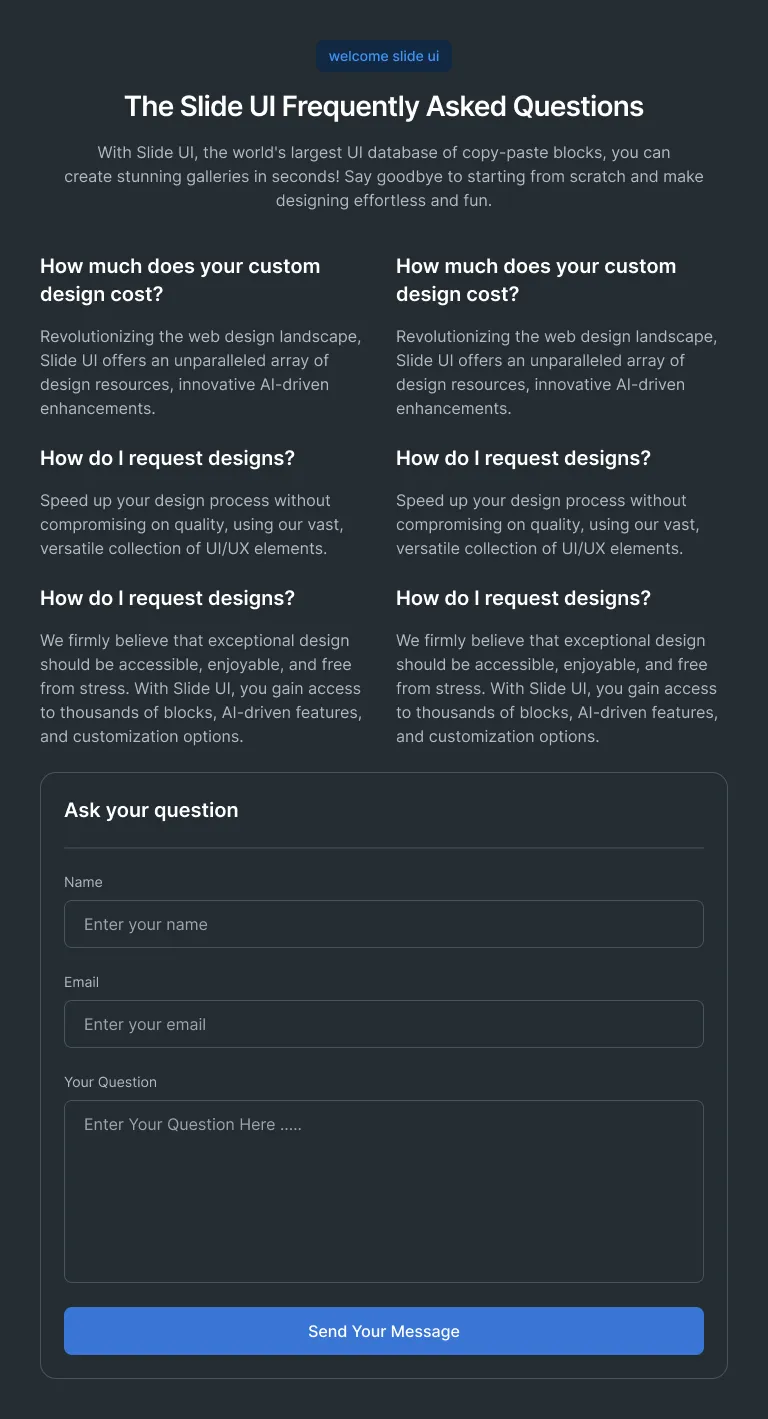 welcome slide ui
The Slide UI Frequently Asked Questions
With Slide UI, the world's largest UI database of copy-paste blocks, you can
create stunning galleries in seconds! Say goodbye to starting from scratch and make
designing effortless and fun.
How much does your custom
design cost?
Revolutionizing the web design landscape,
Slide UI offers an unparalleled array of
design resources, innovative AI-driven
enhancements.
How do I request designs?
Speed up your design process without
compromising on quality, using our vast,
versatile collection of UI/UX elements.
How do I request designs?
We firmly believe that exceptional design
should be accessible, enjoyable, and free
from stress. With Slide UI, you gain access
to thousands of blocks, AI-driven features,
and customization options.
How much does your custom
design cost?
Revolutionizing the web design landscape,
Slide UI offers an unparalleled array of
design resources, innovative AI-driven
enhancements.
How do I request designs?
Speed up your design process without
compromising on quality, using our vast,
versatile collection of UI/UX elements.
How do I request designs?
We firmly believe that exceptional design
should be accessible, enjoyable, and free
from stress. With Slide UI, you gain access
to thousands of blocks, AI-driven features,
and customization options.
Ask your question
Name
Enter your name
Email
Enter your email
Your Question
Enter Your Question Here .....
Send Your Message